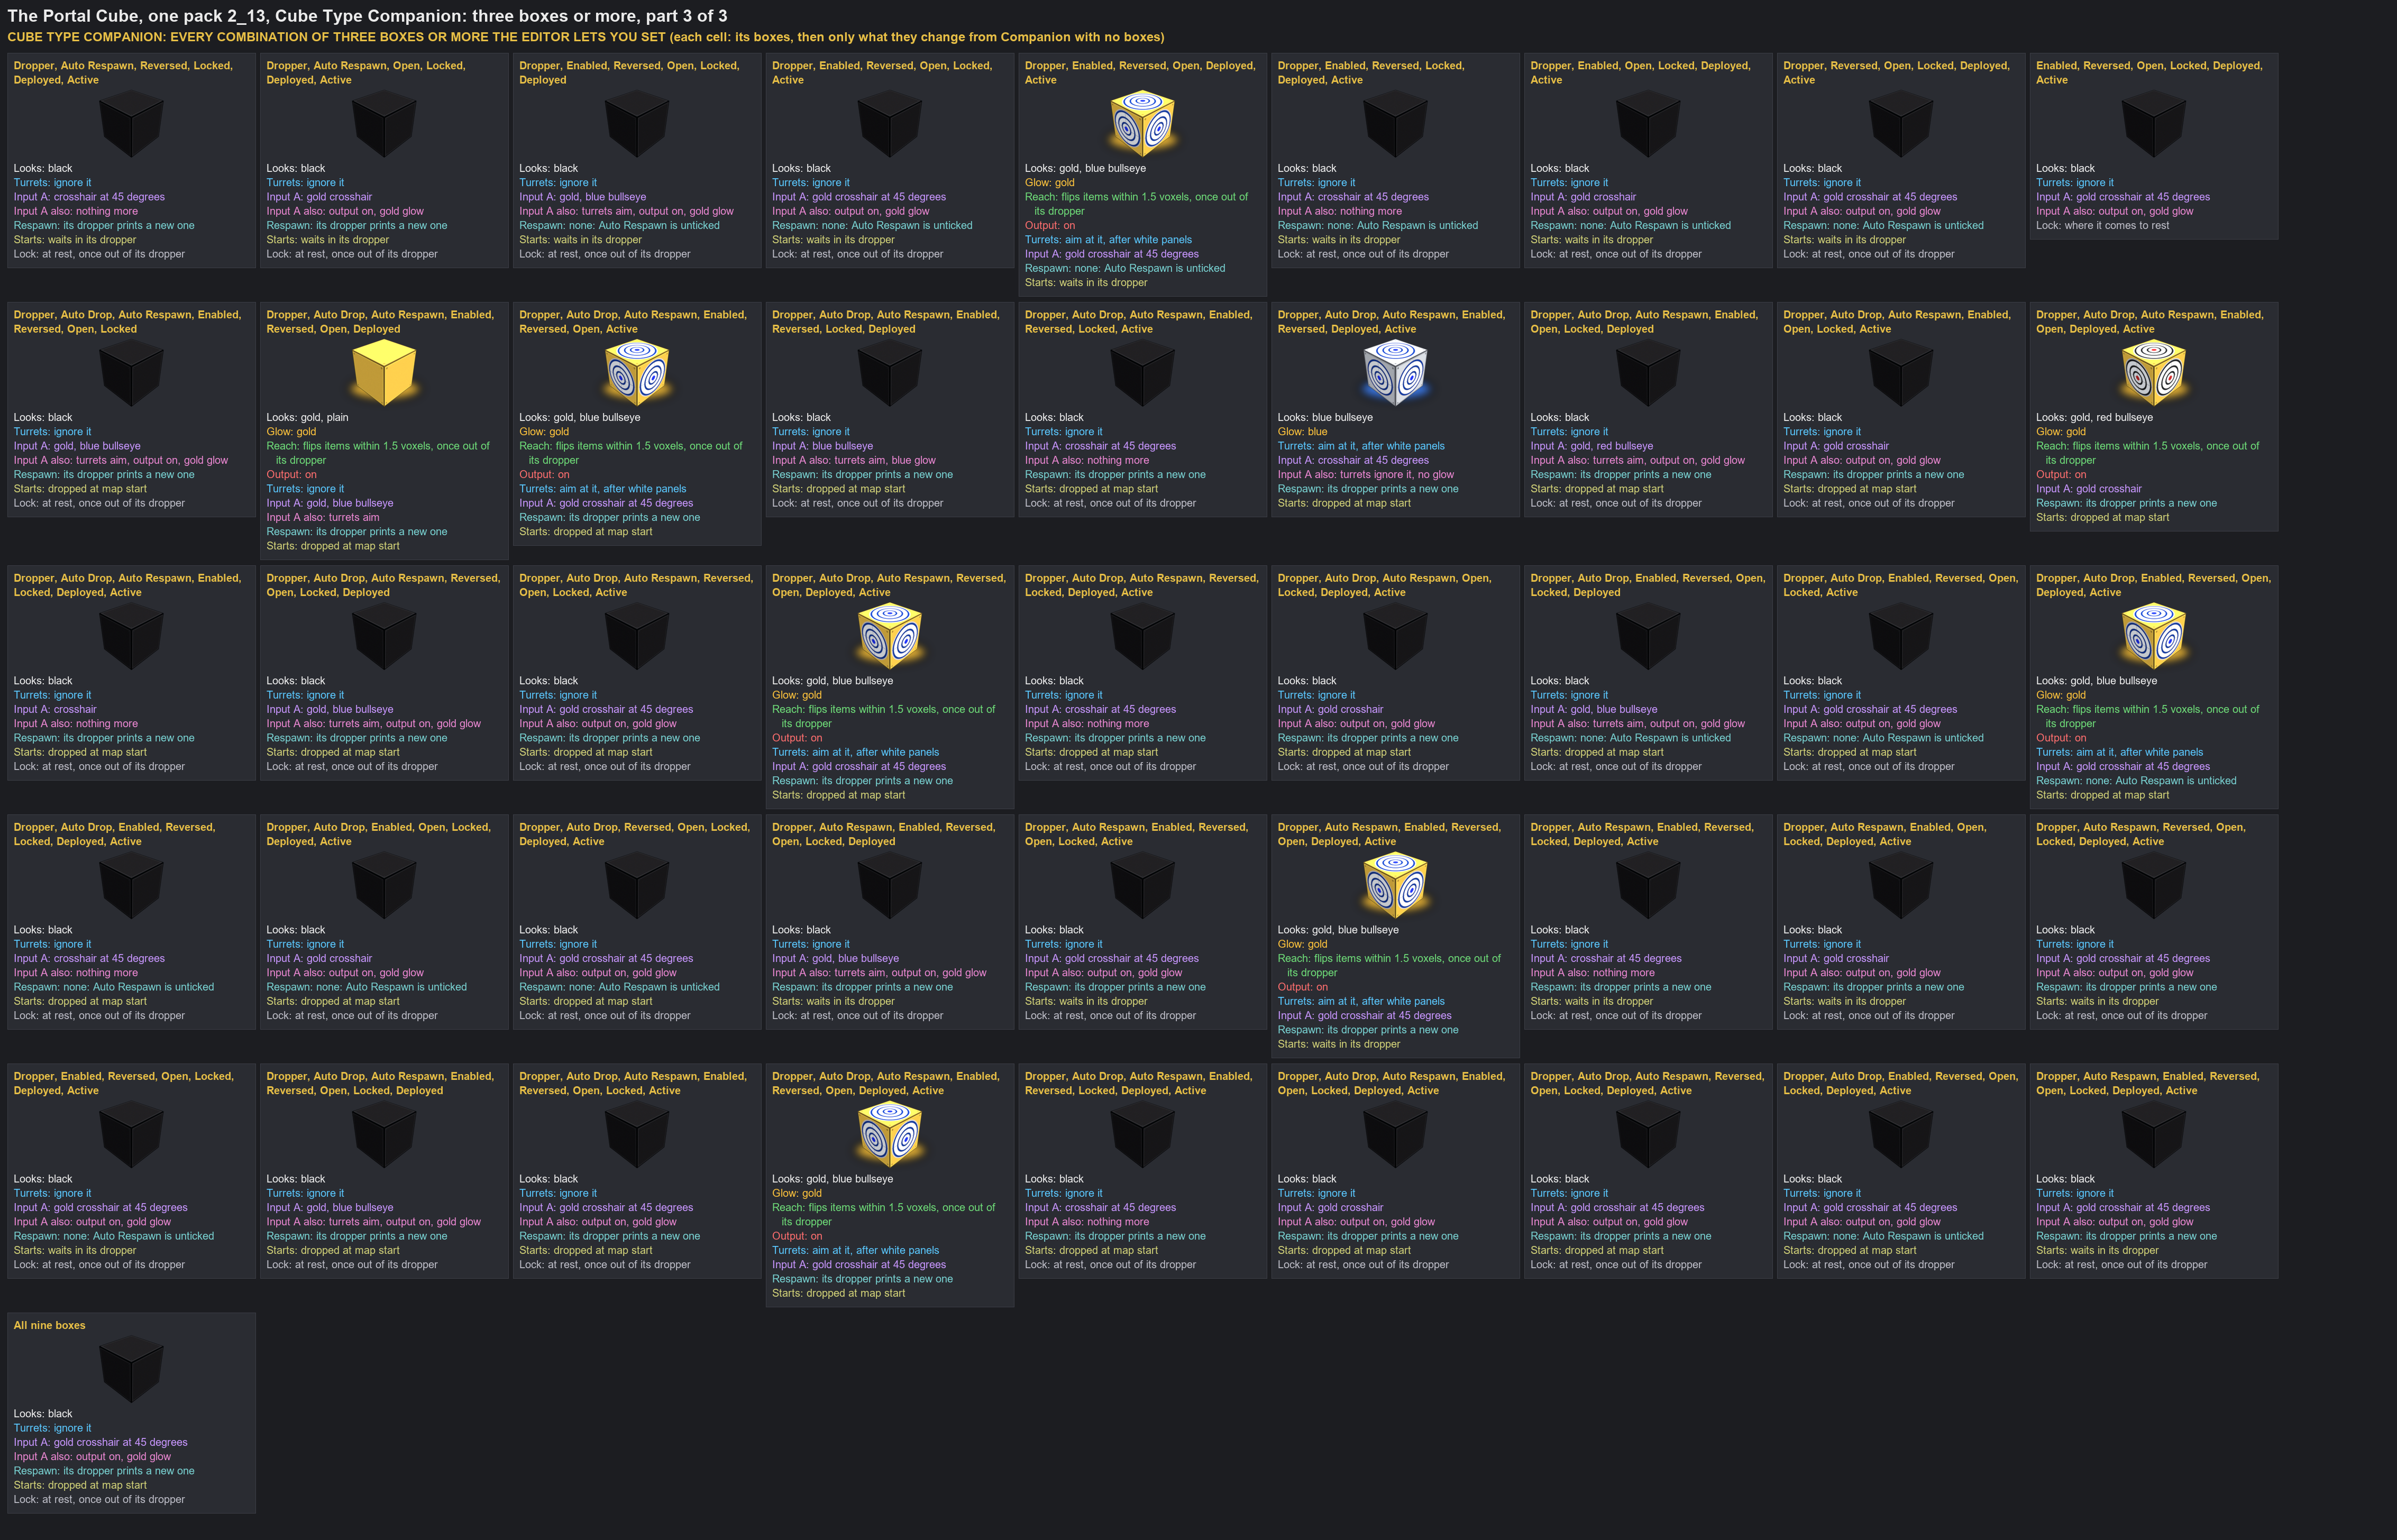 The Portal Cube, one pack 2_13, Cube Type Companion: three boxes or more, part 3 of 3
CUBE TYPE COMPANION: EVERY COMBINATION OF THREE BOXES OR MORE THE EDITOR LETS YOU SET (each cell: its boxes, then only what they change from Companion with no boxes)
Dropper, Auto Respawn, Reversed, Locked,
Deployed, Active
Looks: black
Turrets: ignore it
Input A: crosshair at 45 degrees
Input A also: nothing more
Respawn: its dropper prints a new one
Starts: waits in its dropper
Lock: at rest, once out of its dropper
Dropper, Auto Respawn, Open, Locked,
Deployed, Active
Looks: black
Turrets: ignore it
Input A: gold crosshair
Input A also: output on, gold glow
Respawn: its dropper prints a new one
Starts: waits in its dropper
Lock: at rest, once out of its dropper
Dropper, Enabled, Reversed, Open, Locked,
Deployed
Looks: black
Turrets: ignore it
Input A: gold, blue bullseye
Input A also: turrets aim, output on, gold glow
Respawn: none: Auto Respawn is unticked
Starts: waits in its dropper
Lock: at rest, once out of its dropper
Dropper, Enabled, Reversed, Open, Locked,
Active
Looks: black
Turrets: ignore it
Input A: gold crosshair at 45 degrees
Input A also: output on, gold glow
Respawn: none: Auto Respawn is unticked
Starts: waits in its dropper
Lock: at rest, once out of its dropper
Dropper, Enabled, Reversed, Open, Deployed,
Active
Looks: gold, blue bullseye
Glow: gold
Reach: flips items within 1.5 voxels, once out of
its dropper
Output: on
Turrets: aim at it, after white panels
Input A: gold crosshair at 45 degrees
Respawn: none: Auto Respawn is unticked
Starts: waits in its dropper
Dropper, Enabled, Reversed, Locked,
Deployed, Active
Looks: black
Turrets: ignore it
Input A: crosshair at 45 degrees
Input A also: nothing more
Respawn: none: Auto Respawn is unticked
Starts: waits in its dropper
Lock: at rest, once out of its dropper
Dropper, Enabled, Open, Locked, Deployed,
Active
Looks: black
Turrets: ignore it
Input A: gold crosshair
Input A also: output on, gold glow
Respawn: none: Auto Respawn is unticked
Starts: waits in its dropper
Lock: at rest, once out of its dropper
Dropper, Reversed, Open, Locked, Deployed,
Active
Looks: black
Turrets: ignore it
Input A: gold crosshair at 45 degrees
Input A also: output on, gold glow
Respawn: none: Auto Respawn is unticked
Starts: waits in its dropper
Lock: at rest, once out of its dropper
Enabled, Reversed, Open, Locked, Deployed,
Active
Looks: black
Turrets: ignore it
Input A: gold crosshair at 45 degrees
Input A also: output on, gold glow
Lock: where it comes to rest
Dropper, Auto Drop, Auto Respawn, Enabled,
Reversed, Open, Locked
Looks: black
Turrets: ignore it
Input A: gold, blue bullseye
Input A also: turrets aim, output on, gold glow
Respawn: its dropper prints a new one
Starts: dropped at map start
Lock: at rest, once out of its dropper
Dropper, Auto Drop, Auto Respawn, Enabled,
Reversed, Open, Deployed
Looks: gold, plain
Glow: gold
Reach: flips items within 1.5 voxels, once out of
its dropper
Output: on
Turrets: ignore it
Input A: gold, blue bullseye
Input A also: turrets aim
Respawn: its dropper prints a new one
Starts: dropped at map start
Dropper, Auto Drop, Auto Respawn, Enabled,
Reversed, Open, Active
Looks: gold, blue bullseye
Glow: gold
Reach: flips items within 1.5 voxels, once out of
its dropper
Output: on
Turrets: aim at it, after white panels
Input A: gold crosshair at 45 degrees
Respawn: its dropper prints a new one
Starts: dropped at map start
Dropper, Auto Drop, Auto Respawn, Enabled,
Reversed, Locked, Deployed
Looks: black
Turrets: ignore it
Input A: blue bullseye
Input A also: turrets aim, blue glow
Respawn: its dropper prints a new one
Starts: dropped at map start
Lock: at rest, once out of its dropper
Dropper, Auto Drop, Auto Respawn, Enabled,
Reversed, Locked, Active
Looks: black
Turrets: ignore it
Input A: crosshair at 45 degrees
Input A also: nothing more
Respawn: its dropper prints a new one
Starts: dropped at map start
Lock: at rest, once out of its dropper
Dropper, Auto Drop, Auto Respawn, Enabled,
Reversed, Deployed, Active
Looks: blue bullseye
Glow: blue
Turrets: aim at it, after white panels
Input A: crosshair at 45 degrees
Input A also: turrets ignore it, no glow
Respawn: its dropper prints a new one
Starts: dropped at map start
Dropper, Auto Drop, Auto Respawn, Enabled,
Open, Locked, Deployed
Looks: black
Turrets: ignore it
Input A: gold, red bullseye
Input A also: turrets aim, output on, gold glow
Respawn: its dropper prints a new one
Starts: dropped at map start
Lock: at rest, once out of its dropper
Dropper, Auto Drop, Auto Respawn, Enabled,
Open, Locked, Active
Looks: black
Turrets: ignore it
Input A: gold crosshair
Input A also: output on, gold glow
Respawn: its dropper prints a new one
Starts: dropped at map start
Lock: at rest, once out of its dropper
Dropper, Auto Drop, Auto Respawn, Enabled,
Open, Deployed, Active
Looks: gold, red bullseye
Glow: gold
Reach: flips items within 1.5 voxels, once out of
its dropper
Output: on
Input A: gold crosshair
Respawn: its dropper prints a new one
Starts: dropped at map start
Dropper, Auto Drop, Auto Respawn, Enabled,
Locked, Deployed, Active
Looks: black
Turrets: ignore it
Input A: crosshair
Input A also: nothing more
Respawn: its dropper prints a new one
Starts: dropped at map start
Lock: at rest, once out of its dropper
Dropper, Auto Drop, Auto Respawn, Reversed,
Open, Locked, Deployed
Looks: black
Turrets: ignore it
Input A: gold, blue bullseye
Input A also: turrets aim, output on, gold glow
Respawn: its dropper prints a new one
Starts: dropped at map start
Lock: at rest, once out of its dropper
Dropper, Auto Drop, Auto Respawn, Reversed,
Open, Locked, Active
Looks: black
Turrets: ignore it
Input A: gold crosshair at 45 degrees
Input A also: output on, gold glow
Respawn: its dropper prints a new one
Starts: dropped at map start
Lock: at rest, once out of its dropper
Dropper, Auto Drop, Auto Respawn, Reversed,
Open, Deployed, Active
Looks: gold, blue bullseye
Glow: gold
Reach: flips items within 1.5 voxels, once out of
its dropper
Output: on
Turrets: aim at it, after white panels
Input A: gold crosshair at 45 degrees
Respawn: its dropper prints a new one
Starts: dropped at map start
Dropper, Auto Drop, Auto Respawn, Reversed,
Locked, Deployed, Active
Looks: black
Turrets: ignore it
Input A: crosshair at 45 degrees
Input A also: nothing more
Respawn: its dropper prints a new one
Starts: dropped at map start
Lock: at rest, once out of its dropper
Dropper, Auto Drop, Auto Respawn, Open,
Locked, Deployed, Active
Looks: black
Turrets: ignore it
Input A: gold crosshair
Input A also: output on, gold glow
Respawn: its dropper prints a new one
Starts: dropped at map start
Lock: at rest, once out of its dropper
Dropper, Auto Drop, Enabled, Reversed, Open,
Locked, Deployed
Looks: black
Turrets: ignore it
Input A: gold, blue bullseye
Input A also: turrets aim, output on, gold glow
Respawn: none: Auto Respawn is unticked
Starts: dropped at map start
Lock: at rest, once out of its dropper
Dropper, Auto Drop, Enabled, Reversed, Open,
Locked, Active
Looks: black
Turrets: ignore it
Input A: gold crosshair at 45 degrees
Input A also: output on, gold glow
Respawn: none: Auto Respawn is unticked
Starts: dropped at map start
Lock: at rest, once out of its dropper
Dropper, Auto Drop, Enabled, Reversed, Open,
Deployed, Active
Looks: gold, blue bullseye
Glow: gold
Reach: flips items within 1.5 voxels, once out of
its dropper
Output: on
Turrets: aim at it, after white panels
Input A: gold crosshair at 45 degrees
Respawn: none: Auto Respawn is unticked
Starts: dropped at map start
Dropper, Auto Drop, Enabled, Reversed,
Locked, Deployed, Active
Looks: black
Turrets: ignore it
Input A: crosshair at 45 degrees
Input A also: nothing more
Respawn: none: Auto Respawn is unticked
Starts: dropped at map start
Lock: at rest, once out of its dropper
Dropper, Auto Drop, Enabled, Open, Locked,
Deployed, Active
Looks: black
Turrets: ignore it
Input A: gold crosshair
Input A also: output on, gold glow
Respawn: none: Auto Respawn is unticked
Starts: dropped at map start
Lock: at rest, once out of its dropper
Dropper, Auto Drop, Reversed, Open, Locked,
Deployed, Active
Looks: black
Turrets: ignore it
Input A: gold crosshair at 45 degrees
Input A also: output on, gold glow
Respawn: none: Auto Respawn is unticked
Starts: dropped at map start
Lock: at rest, once out of its dropper
Dropper, Auto Respawn, Enabled, Reversed,
Open, Locked, Deployed
Looks: black
Turrets: ignore it
Input A: gold, blue bullseye
Input A also: turrets aim, output on, gold glow
Respawn: its dropper prints a new one
Starts: waits in its dropper
Lock: at rest, once out of its dropper
Dropper, Auto Respawn, Enabled, Reversed,
Open, Locked, Active
Looks: black
Turrets: ignore it
Input A: gold crosshair at 45 degrees
Input A also: output on, gold glow
Respawn: its dropper prints a new one
Starts: waits in its dropper
Lock: at rest, once out of its dropper
Dropper, Auto Respawn, Enabled, Reversed,
Open, Deployed, Active
Looks: gold, blue bullseye
Glow: gold
Reach: flips items within 1.5 voxels, once out of
its dropper
Output: on
Turrets: aim at it, after white panels
Input A: gold crosshair at 45 degrees
Respawn: its dropper prints a new one
Starts: waits in its dropper
Dropper, Auto Respawn, Enabled, Reversed,
Locked, Deployed, Active
Looks: black
Turrets: ignore it
Input A: crosshair at 45 degrees
Input A also: nothing more
Respawn: its dropper prints a new one
Starts: waits in its dropper
Lock: at rest, once out of its dropper
Dropper, Auto Respawn, Enabled, Open,
Locked, Deployed, Active
Looks: black
Turrets: ignore it
Input A: gold crosshair
Input A also: output on, gold glow
Respawn: its dropper prints a new one
Starts: waits in its dropper
Lock: at rest, once out of its dropper
Dropper, Auto Respawn, Reversed, Open,
Locked, Deployed, Active
Looks: black
Turrets: ignore it
Input A: gold crosshair at 45 degrees
Input A also: output on, gold glow
Respawn: its dropper prints a new one
Starts: waits in its dropper
Lock: at rest, once out of its dropper
Dropper, Enabled, Reversed, Open, Locked,
Deployed, Active
Looks: black
Turrets: ignore it
Input A: gold crosshair at 45 degrees
Input A also: output on, gold glow
Respawn: none: Auto Respawn is unticked
Starts: waits in its dropper
Lock: at rest, once out of its dropper
Dropper, Auto Drop, Auto Respawn, Enabled,
Reversed, Open, Locked, Deployed
Looks: black
Turrets: ignore it
Input A: gold, blue bullseye
Input A also: turrets aim, output on, gold glow
Respawn: its dropper prints a new one
Starts: dropped at map start
Lock: at rest, once out of its dropper
Dropper, Auto Drop, Auto Respawn, Enabled,
Reversed, Open, Locked, Active
Looks: black
Turrets: ignore it
Input A: gold crosshair at 45 degrees
Input A also: output on, gold glow
Respawn: its dropper prints a new one
Starts: dropped at map start
Lock: at rest, once out of its dropper
Dropper, Auto Drop, Auto Respawn, Enabled,
Reversed, Open, Deployed, Active
Looks: gold, blue bullseye
Glow: gold
Reach: flips items within 1.5 voxels, once out of
its dropper
Output: on
Turrets: aim at it, after white panels
Input A: gold crosshair at 45 degrees
Respawn: its dropper prints a new one
Starts: dropped at map start
Dropper, Auto Drop, Auto Respawn, Enabled,
Reversed, Locked, Deployed, Active
Looks: black
Turrets: ignore it
Input A: crosshair at 45 degrees
Input A also: nothing more
Respawn: its dropper prints a new one
Starts: dropped at map start
Lock: at rest, once out of its dropper
Dropper, Auto Drop, Auto Respawn, Enabled,
Open, Locked, Deployed, Active
Looks: black
Turrets: ignore it
Input A: gold crosshair
Input A also: output on, gold glow
Respawn: its dropper prints a new one
Starts: dropped at map start
Lock: at rest, once out of its dropper
Dropper, Auto Drop, Auto Respawn, Reversed,
Open, Locked, Deployed, Active
Looks: black
Turrets: ignore it
Input A: gold crosshair at 45 degrees
Input A also: output on, gold glow
Respawn: its dropper prints a new one
Starts: dropped at map start
Lock: at rest, once out of its dropper
Dropper, Auto Drop, Enabled, Reversed, Open,
Locked, Deployed, Active
Looks: black
Turrets: ignore it
Input A: gold crosshair at 45 degrees
Input A also: output on, gold glow
Respawn: none: Auto Respawn is unticked
Starts: dropped at map start
Lock: at rest, once out of its dropper
Dropper, Auto Respawn, Enabled, Reversed,
Open, Locked, Deployed, Active
Looks: black
Turrets: ignore it
Input A: gold crosshair at 45 degrees
Input A also: output on, gold glow
Respawn: its dropper prints a new one
Starts: waits in its dropper
Lock: at rest, once out of its dropper
All nine boxes
Looks: black
Turrets: ignore it
Input A: gold crosshair at 45 degrees
Input A also: output on, gold glow
Respawn: its dropper prints a new one
Starts: dropped at map start
Lock: at rest, once out of its dropper